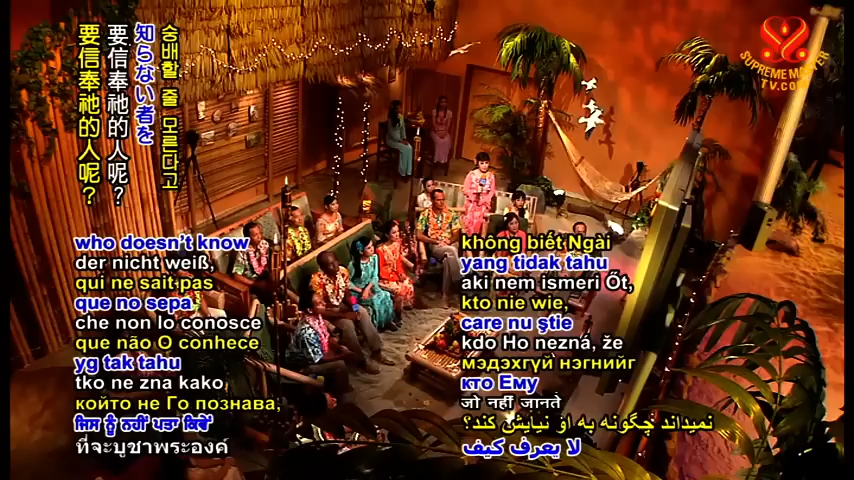 숭배할 줄 모른다고
知らない者を
要信奉祂的人呢？
要信奉祂的人呢？
SUPREME MASTER
TV.COM
who doesn't know
der nicht weiß,
qui ne sait pas
que no sepa
che non lo conosce
que não O conhece
yg tak tahu
tko ne zna kako,
който не Го познава,
ਜਿਸ ਨੂੰ ਨਹੀਂ ਪਤਾ ਕਿਵੇਂ
ที่จะบูชาพระองค์
không biết Ngài
yang tidak tahu
aki nem ismeri Őt,
kto nie wie,
care nu ştie
kdo Ho nezná, že
мэдэхгүй нэгнийг
кто Ему
जो नहीं जानते
نمیداند چگونه به او نیایش کند؟
لا يعرف كيف